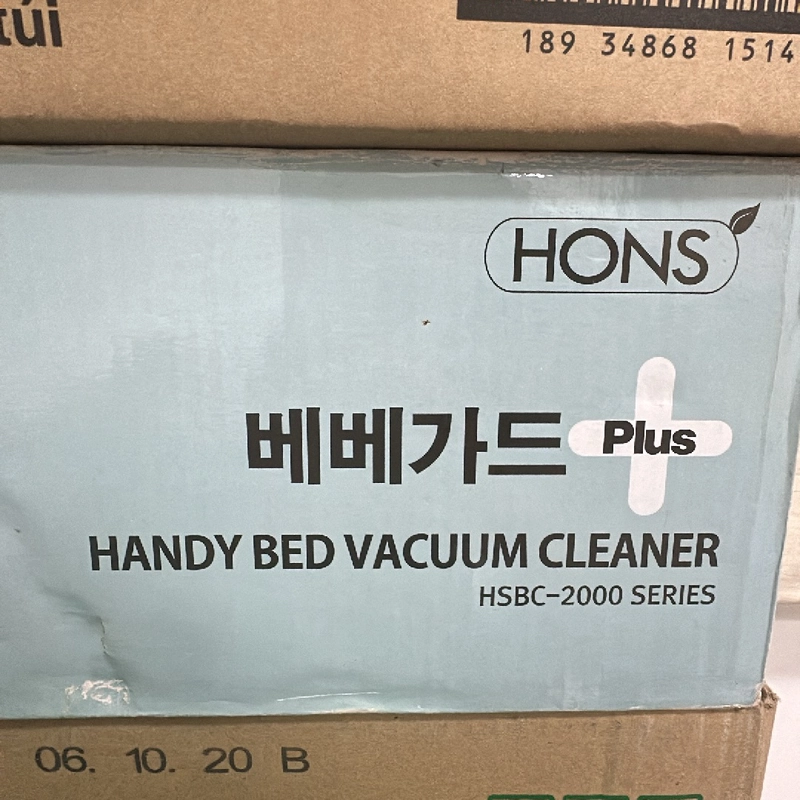 túi
189 34868 1514
HONS
베베가드 Plus
HANDY BED VACUUM CLEANER
HSBC-2000 SERIES
06. 10. 20 B